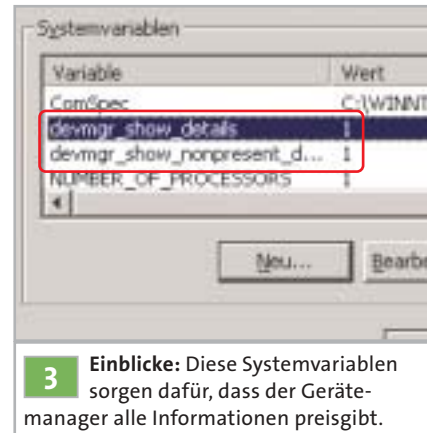 Systemvariablen
Variable Wert
ComSpec C:\WINNT
devmgr_show_details 1
devmgr_show_nonpresent_d... 1
NUMBER_OF_PROCESSORS 1
Neu... Bearbe
3 Einblicke: Diese Systemvariablen
sorgen dafür, dass der Geräte-
manager alle Informationen preisgibt.